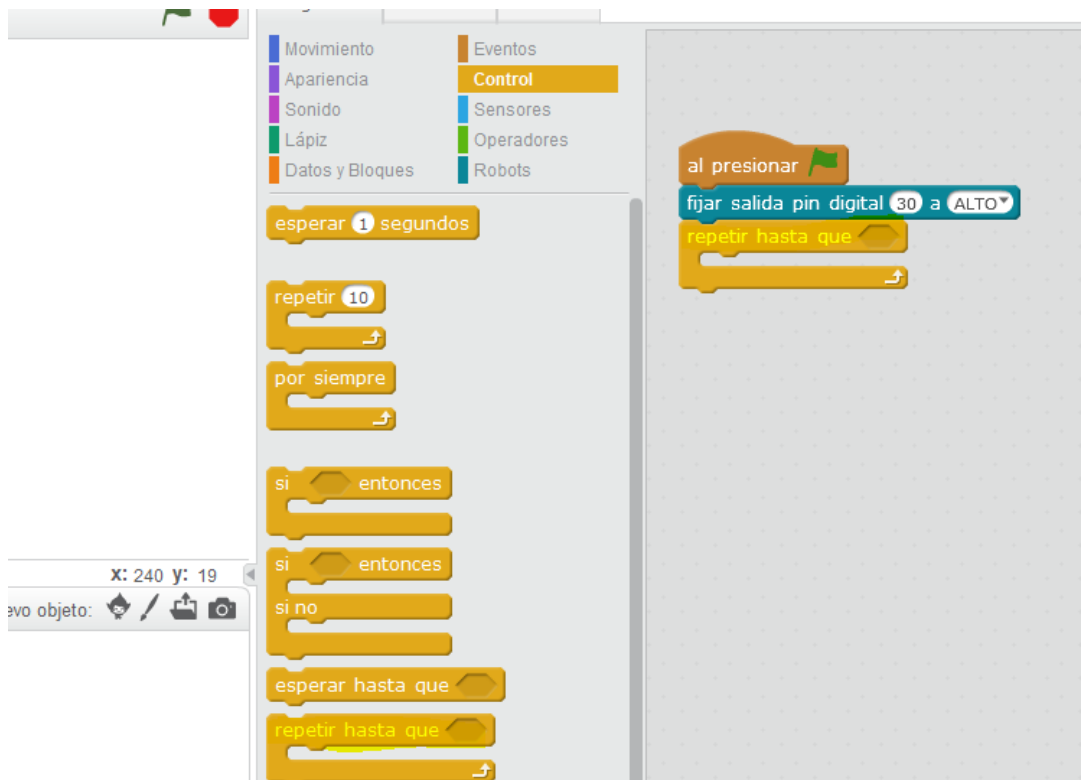 Movimiento
Eventos
Apariencia
Control
Sonido
Sensores
Lápiz
Operadores
Datos y Bloques
Robots
esperar 1 segundos
repetir 10
por siempre
si entonces
si entonces
si no
esperar hasta que
repetir hasta que
al presionar
fijar salida pin digital 30 a ALTO
repetir hasta que
x: 240 y: 19
evo objeto: